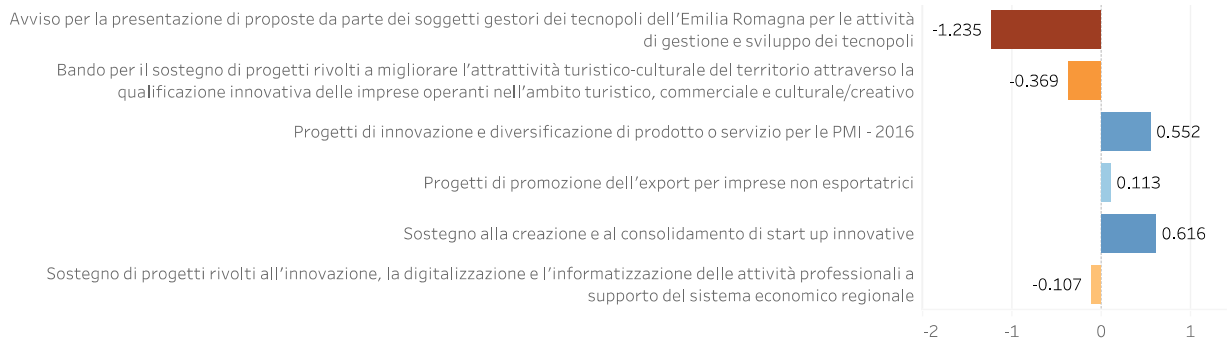 Avviso per la presentazione di proposte da parte dei soggetti gestori dei tecnopoli dell'Emilia Romagna per le attività
di gestione e sviluppo dei tecnopoli
-1.235
Bando per il sostegno di progetti rivolti a migliorare l'attrattività turistico-culturale del territorio attraverso la
qualificazione innovativa delle imprese operanti nell'ambito turistico, commerciale e culturale/creativo
-0.369
Progetti di innovazione e diversificazione di prodotto o servizio per le PMI - 2016
0.552
Progetti di promozione dell'export per imprese non esportatrici
0.113
Sostegno alla creazione e al consolidamento di start up innovative
0.616
Sostegno di progetti rivolti all'innovazione, la digitalizzazione e l'informatizzazione delle attività professionali a
supporto del sistema economico regionale
-0.107
-2 -1 0 1